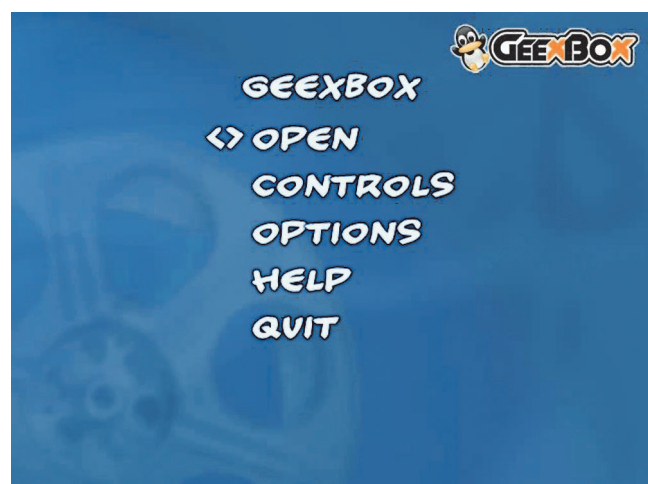 GEEXBOX
GEEXBOX
<> OPEN
CONTROLS
OPTIONS
HELP
QUIT